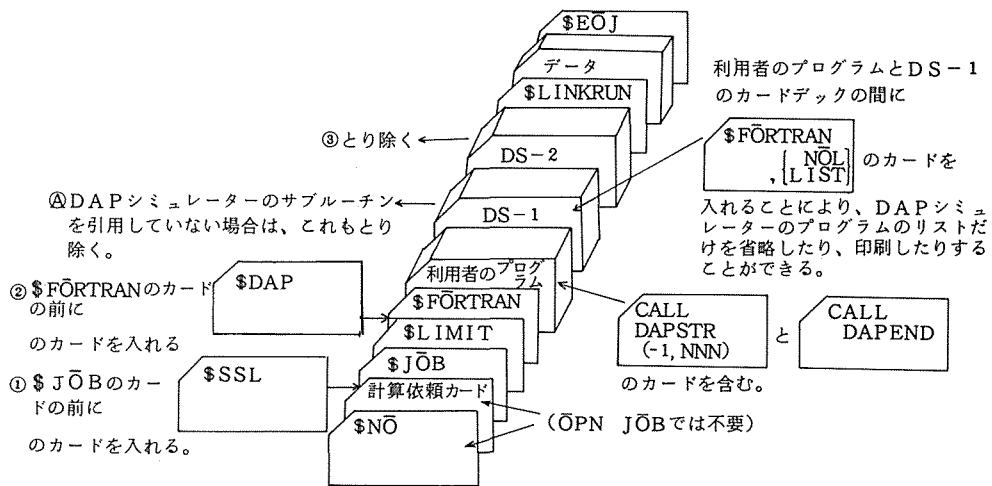 $EŌJ
データ
$LINKRUN
③とり除く
DS-2
DS-1
ⒶDAPシミュレーターのサブルーチン
を引用していない場合は、これもとり
除く。
利用者のプログ
ラム
$FŌRTRAN
$LIMIT
$JŌB
計算依頼カード
$NŌ
利用者のプログラムとDS-1
のカードデックの間に
$FŌRTRAN
,{NŌL
LIST} のカードを
入れることにより、DAPシミュ
レーターのプログラムのリストだ
けを省略したり、印刷したりする
ことができる。
②$FŌRTRANのカード
の前に
$DAP
のカードを入れる
①$JŌBのカー
ドの前に
$SSL
のカードを入れる。
CALL
DAPSTR
(-1, NNN)
と
CALL
DAPEND
のカードを含む。
(ŌPN JŌBでは不要)